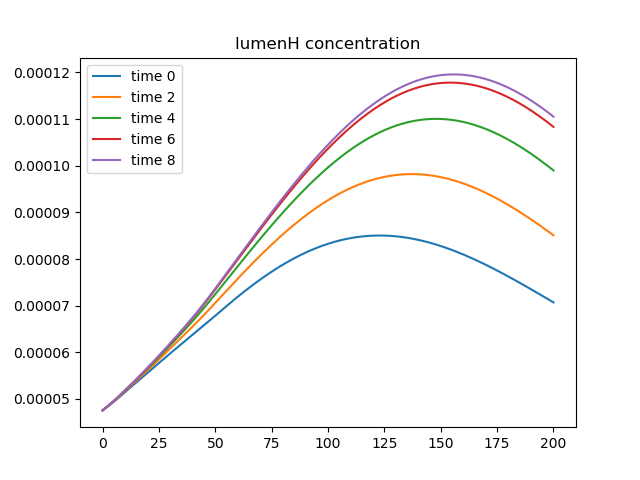 lumenH concentration
time 0
time 2
time 4
time 6
time 8
0.00012
0.00011
0.00010
0.00009
0.00008
0.00007
0.00006
0.00005
0 25 50 75 100 125 150 175 200